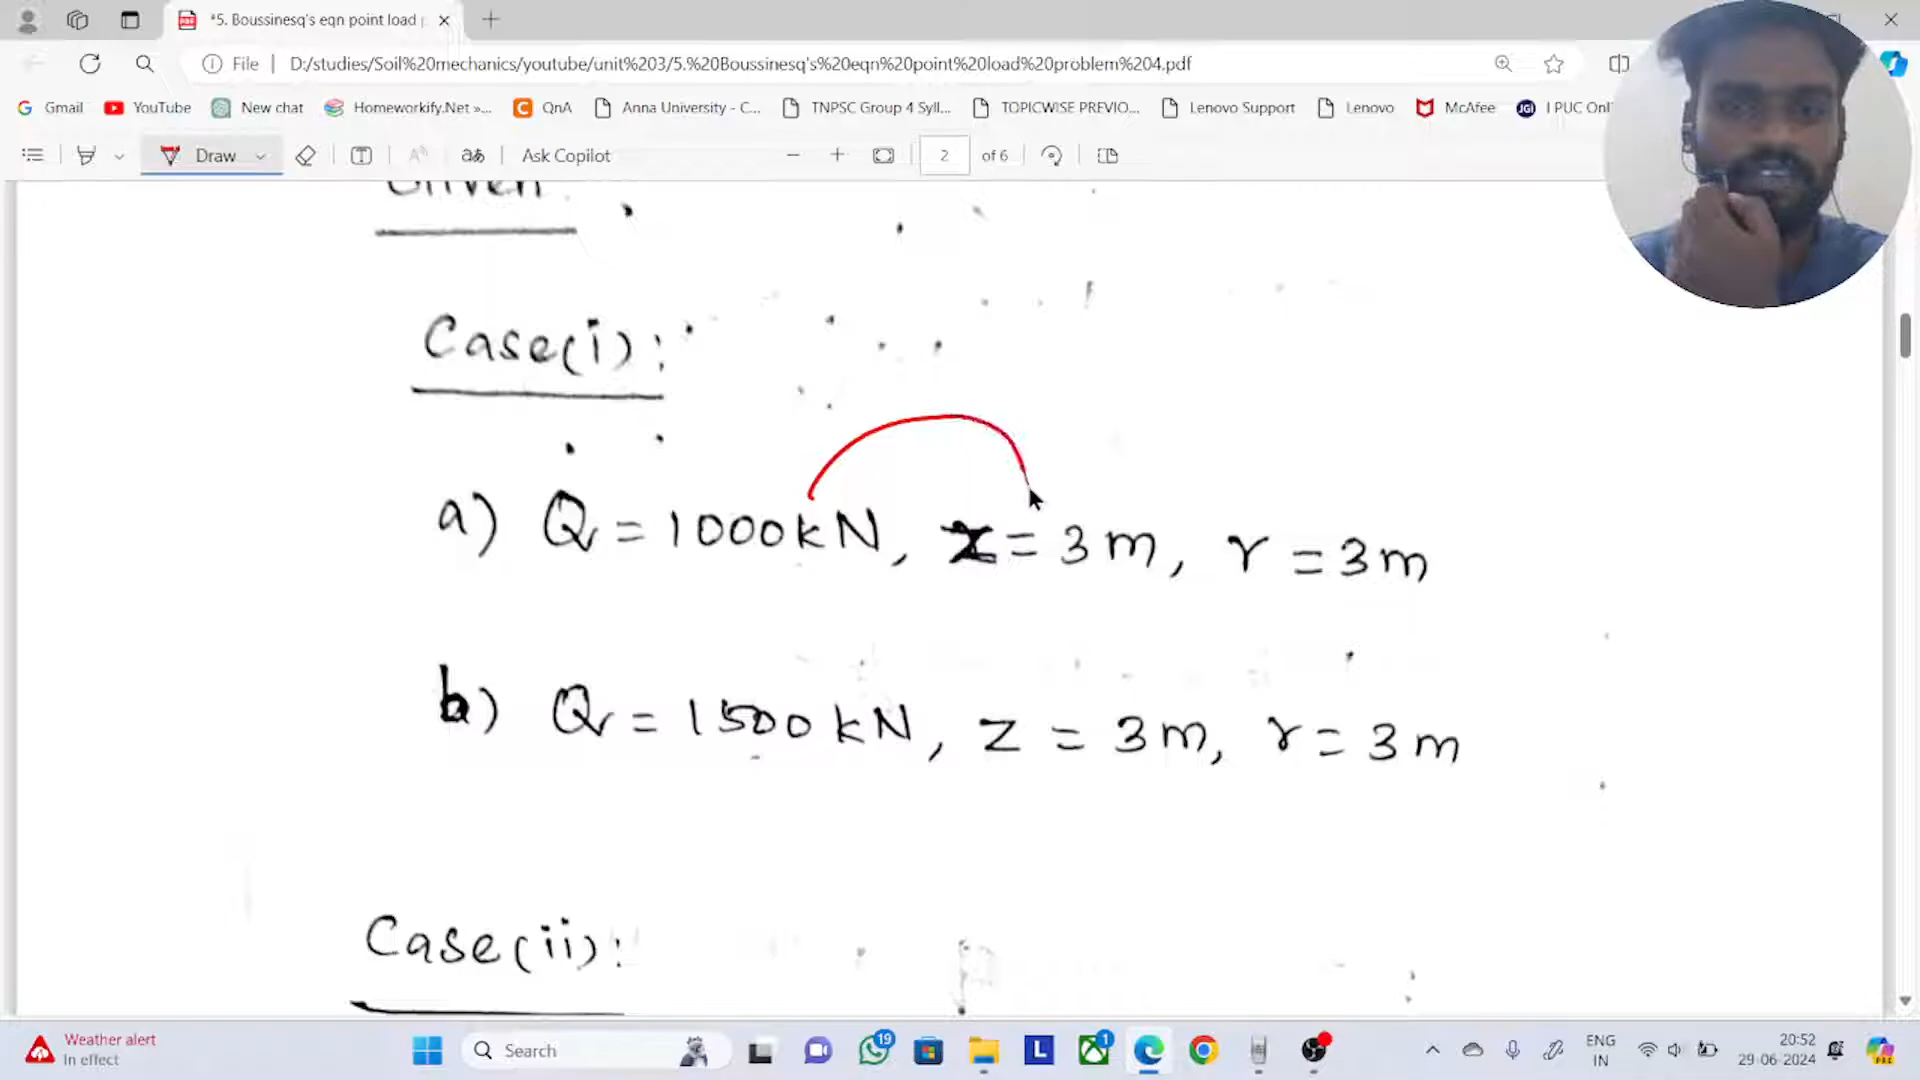 *5. Boussinesq's eqn point load p
File
D:/studies/Soil%20mechanics/youtube/unit%203/5.%20Boussinesq's%20eqn%20point%20load%20problem%204.pdf
Gmail YouTube New chat Homeworkify.Net »... QnA Anna University - C... TNPSC Group 4 Syll... TOPICWISE PREVIO... Lenovo Support Lenovo McAfee I PUC Onl
Draw Ask Copilot 2 of 6
Given
Case(i):
a) Q = 1000kN, z = 3m, r = 3m
b) Q = 1500kN, z = 3m, r = 3m
Case(ii):
Weather alert
In effect
Search
19
1
ENG
IN
20:52
29-06-2024